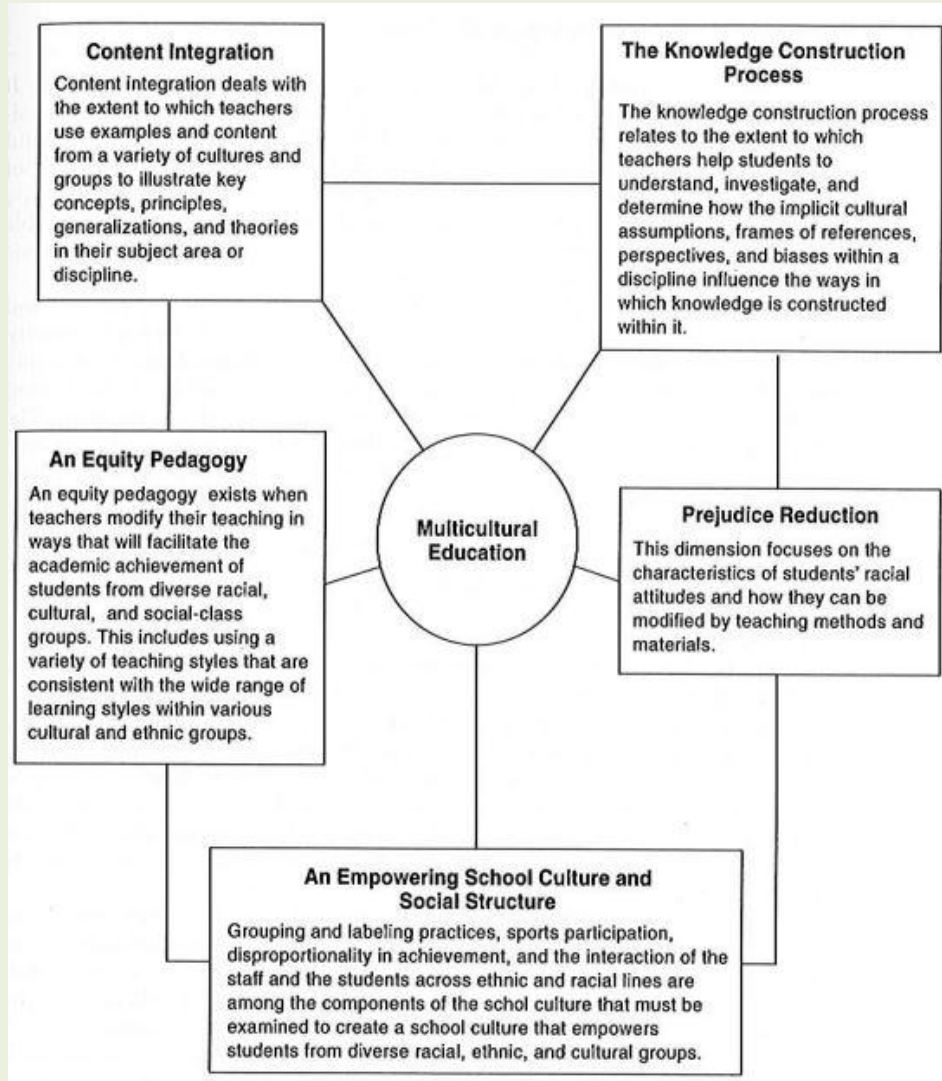 Content Integration
Content integration deals with
the extent to which teachers
use examples and content
from a variety of cultures and
groups to illustrate key
concepts, principles,
generalizations, and theories
in their subject area or
discipline.
The Knowledge Construction
Process
The knowledge construction process
relates to the extent to which
teachers help students to
understand, investigate, and
determine how the implicit cultural
assumptions, frames of references,
perspectives, and biases within a
discipline influence the ways in
which knowledge is constructed
within it.
An Equity Pedagogy
An equity pedagogy exists when
teachers modify their teaching in
ways that will facilitate the
academic achievement of
students from diverse racial,
cultural, and social-class
groups. This includes using a
variety of teaching styles that are
consistent with the wide range of
learning styles within various
cultural and ethnic groups.
Multicultural
Education
Prejudice Reduction
This dimension focuses on the
characteristics of students' racial
attitudes and how they can be
modified by teaching methods and
materials.
An Empowering School Culture and
Social Structure
Grouping and labeling practices, sports participation,
disproportionality in achievement, and the interaction of the
staff and the students across ethnic and racial lines are
among the components of the schol culture that must be
examined to create a school culture that empowers
students from diverse racial, ethnic, and cultural groups.